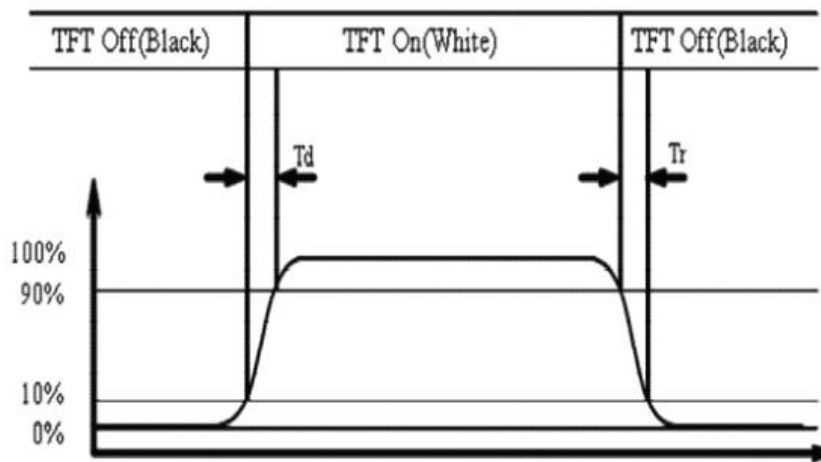 TFT Off(Black) TFT On(White) TFT Off(Black)
Td Tr
100%
90%
10%
0%